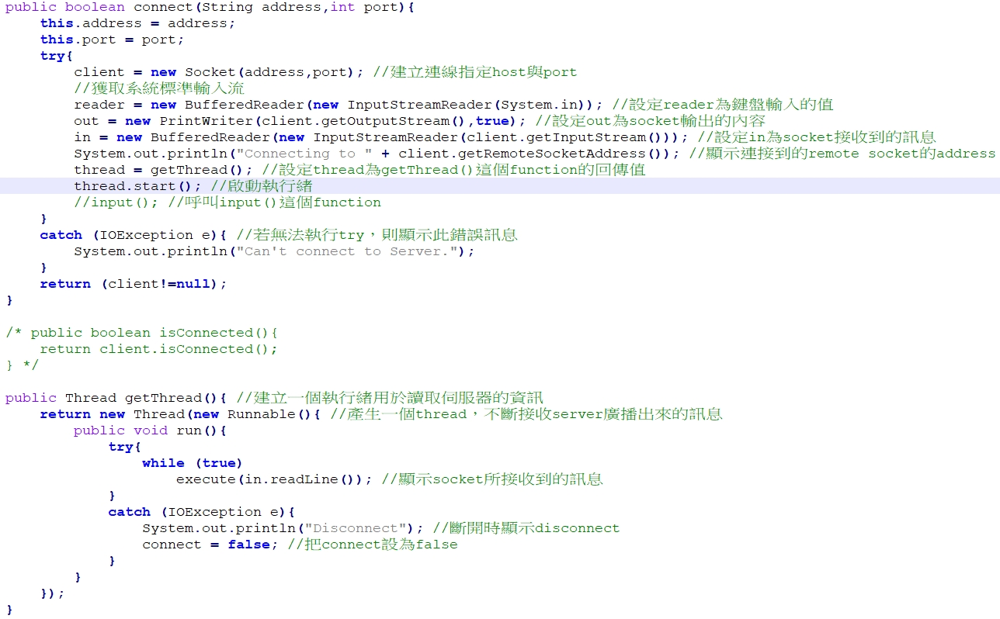 public boolean connect(String address,int port){
    this.address = address;
    this.port = port;
    try{
        client = new Socket(address,port); //建立連線指定host與port
        //獲取系統標準輸入流
        reader = new BufferedReader(new InputStreamReader(System.in)); //設定reader為鍵盤輸入的值
        out = new PrintWriter(client.getOutputStream(),true); //設定out為socket輸出的內容
        in = new BufferedReader(new InputStreamReader(client.getInputStream())); //設定in為socket接收到的訊息
        System.out.println("Connecting to " + client.getRemoteSocketAddress()); //顯示連接到的remote socket的address
        thread = getThread(); //設定thread為getThread()這個function的回傳值
        thread.start(); //啟動執行緒
        //input(); //呼叫input()這個function
    }
    catch (IOException e){ //若無法執行try，則顯示此錯誤訊息
        System.out.println("Can't connect to Server.");
    }
    return (client!=null);
}

/* public boolean isConnected(){
    return client.isConnected();
} */

public Thread getThread(){ //建立一個執行緒用於讀取伺服器的資訊
    return new Thread(new Runnable(){ //產生一個thread，不斷接收server廣播出來的訊息
        public void run(){
            try{
                while (true)
                    execute(in.readLine()); //顯示socket所接收到的訊息
            }
            catch (IOException e){
                System.out.println("Disconnect"); //斷開時顯示disconnect
                connect = false; //把connect設為false
            }
        }
    });
}